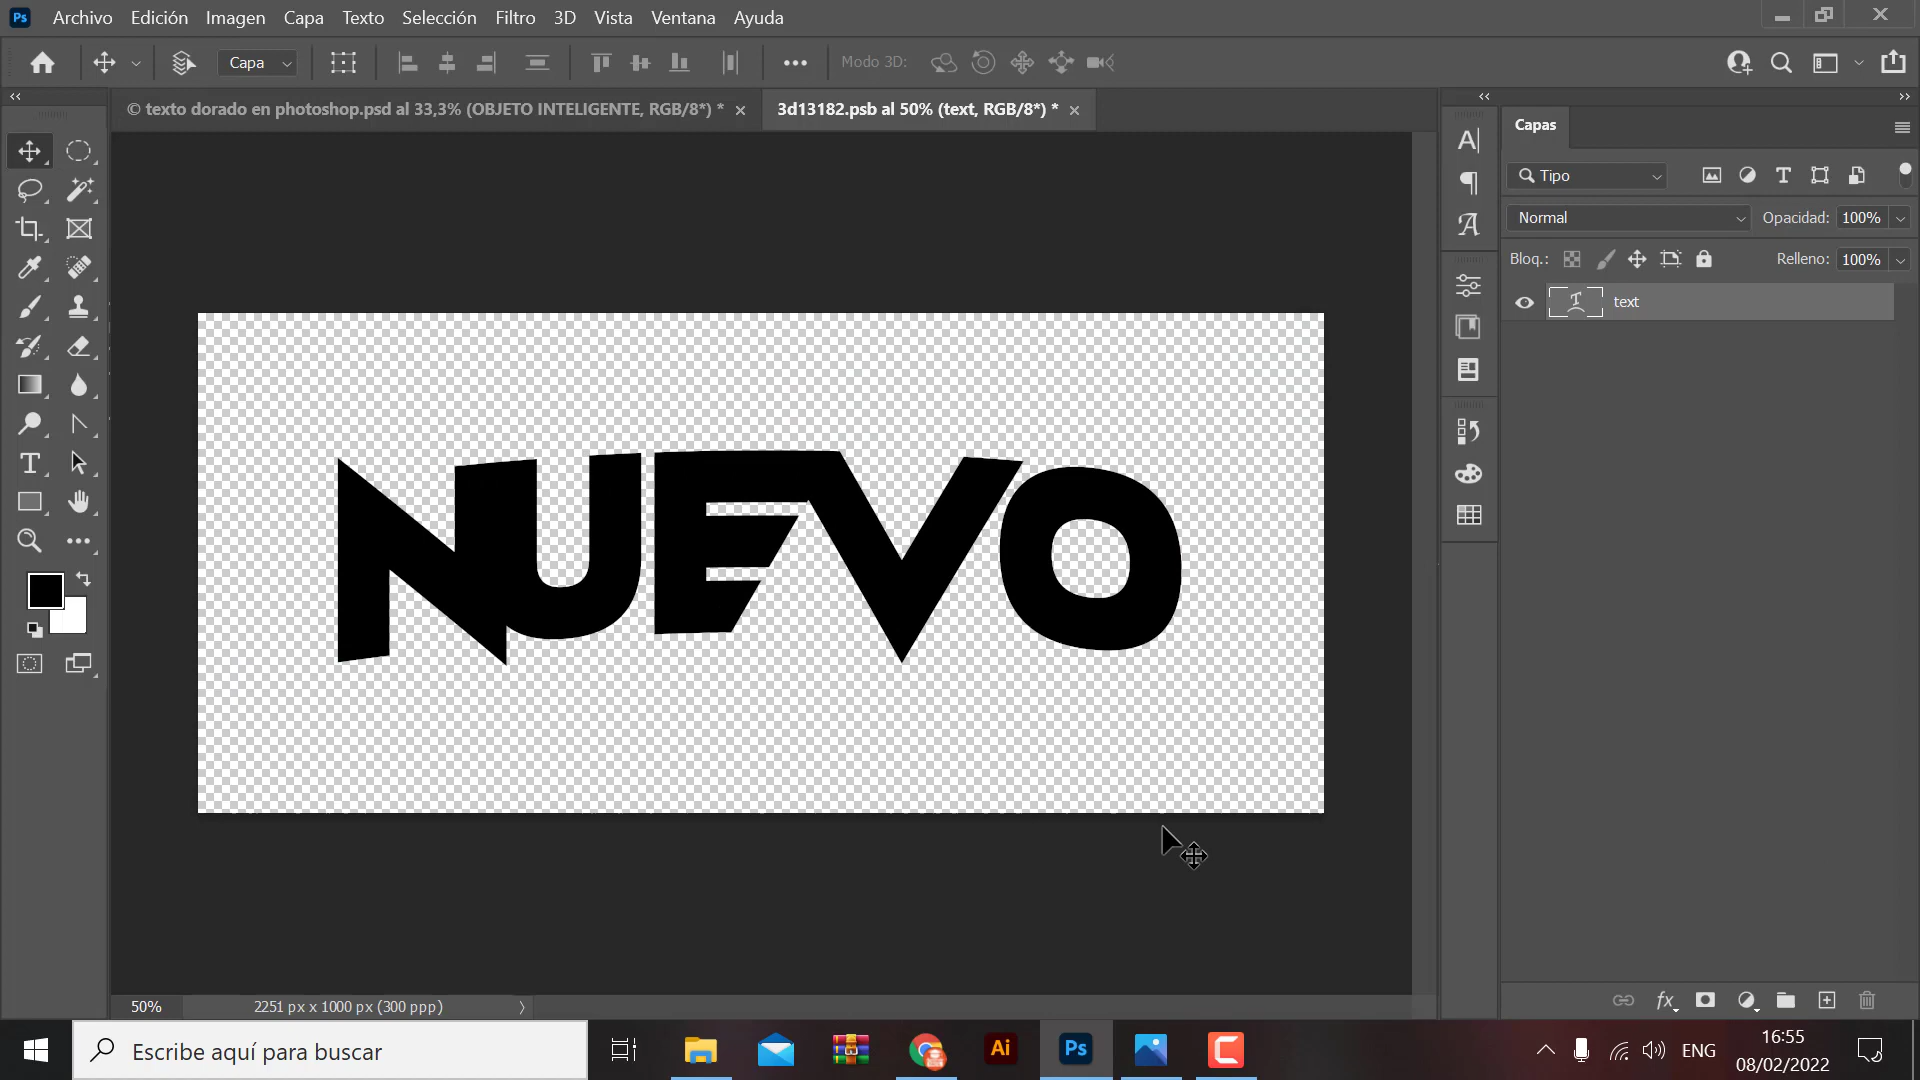 Ps Archivo Edición Imagen Capa Texto Selección Filtro 3D Vista Ventana Ayuda
Capa Modo 3D:
© texto dorado en photoshop.psd al 33,3% (OBJETO INTELIGENTE, RGB/8*) * 3d13182.psb al 50% (text, RGB/8*) *
Capas
Tipo
Normal Opacidad: 100%
Bloq.: Relleno: 100%
text
NUEVO
50% 2251 px x 1000 px (300 ppp)
Escribe aquí para buscar
Ai Ps
ENG
16:55
08/02/2022